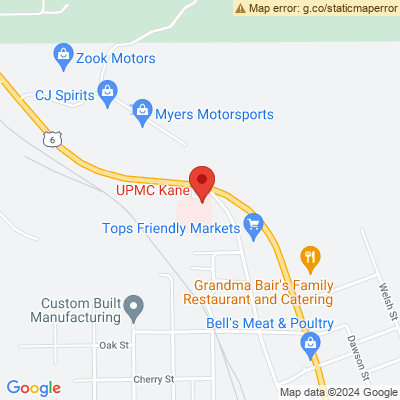 Map error: g.co/staticmaperror
Zook Motors
CJ Spirits
Myers Motorsports
6
UPMC Kane
Tops Friendly Markets
Grandma Bair's Family
Restaurant and Catering
Welsh St
Custom Built
Manufacturing
Bell's Meat & Poultry
Dawson St
Oak St
Cherry St
Google
Map data ©2024 Google